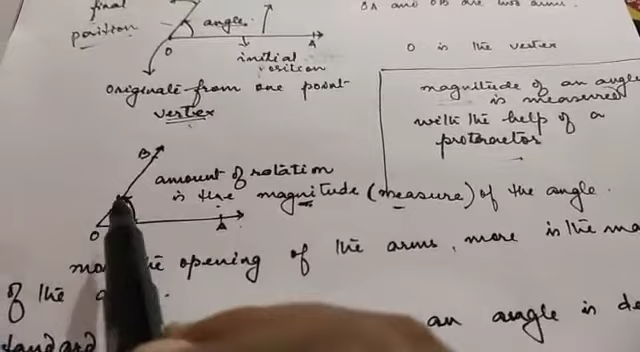 final
position
angle
OA and OB are two arms.
O
A
initial
position
O is the vertex
originate from one point
vertex
magnitude of an angle
is measured
with the help of a
protractor
B
amount of rotation
is the magnitude (measure) of the angle.
O
A
opening of the arms, more is the
of the
an angle is